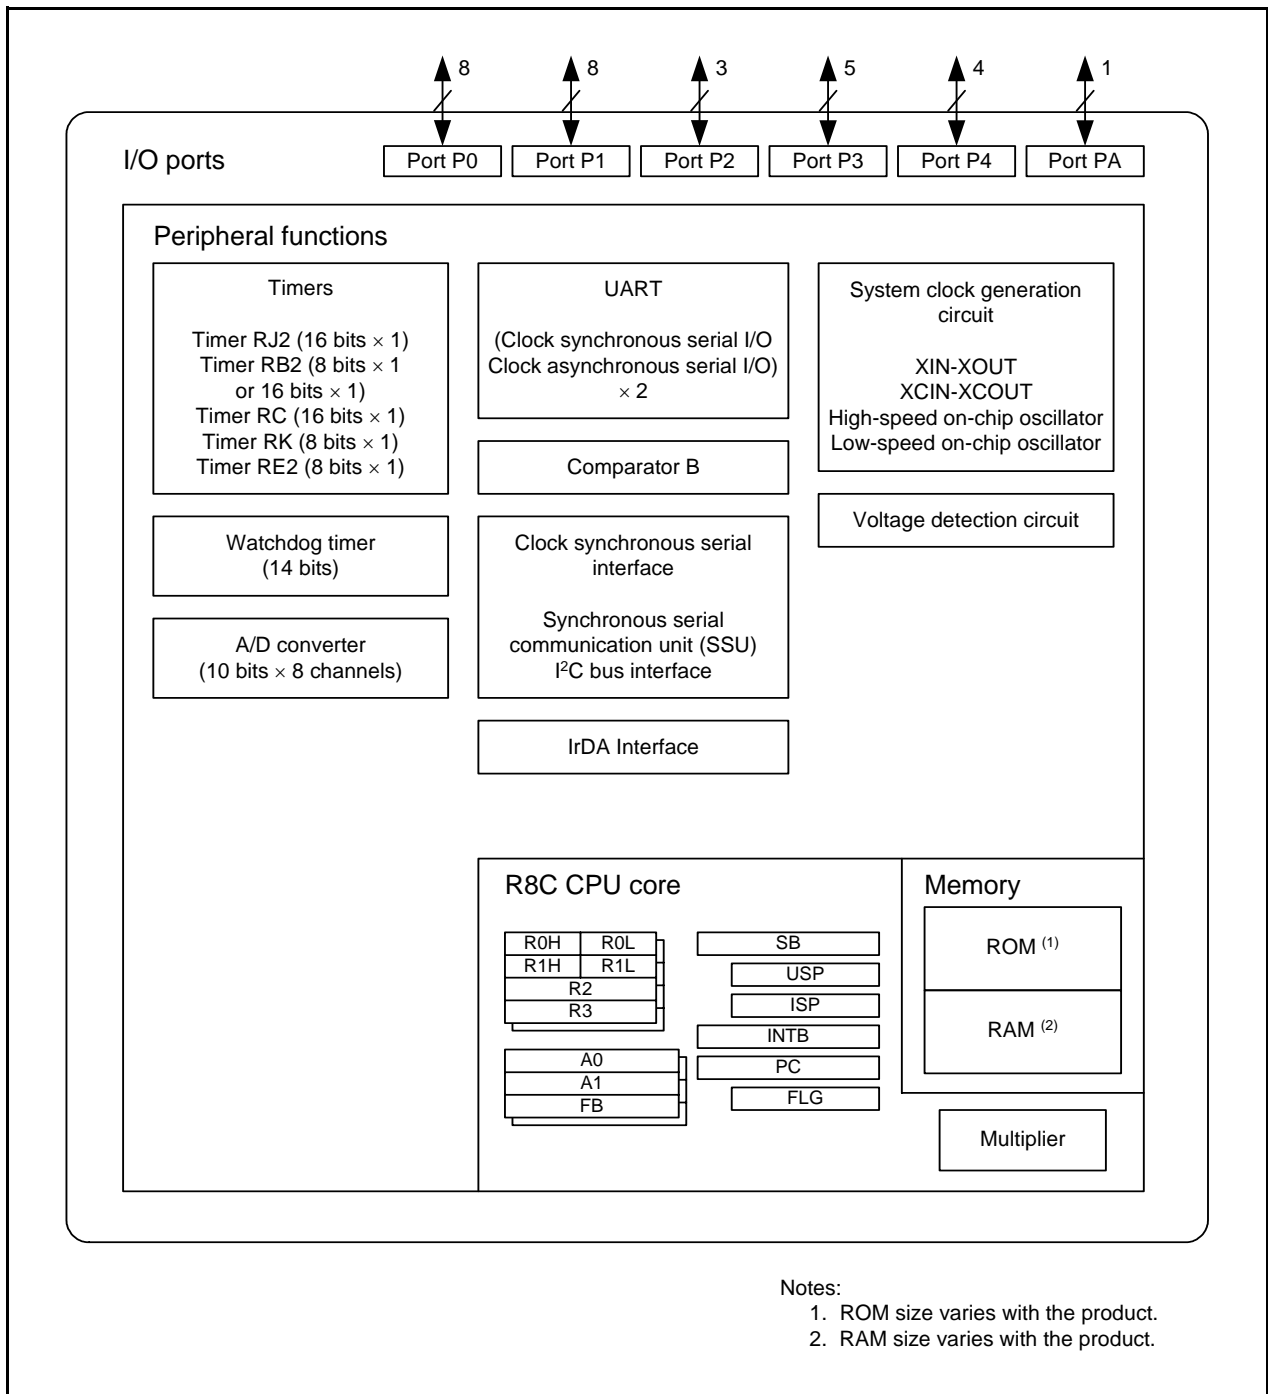 8
8
3
5
4
1
I/O ports
Port P0
Port P1
Port P2
Port P3
Port P4
Port PA
Peripheral functions
Timers
Timer RJ2 (16 bits × 1)
Timer RB2 (8 bits × 1
or 16 bits × 1)
Timer RC (16 bits × 1)
Timer RK (8 bits × 1)
Timer RE2 (8 bits × 1)
Watchdog timer
(14 bits)
A/D converter
(10 bits × 8 channels)
UART
(Clock synchronous serial I/O
Clock asynchronous serial I/O)
× 2
Comparator B
Clock synchronous serial
interface
Synchronous serial
communication unit (SSU)
I²C bus interface
IrDA Interface
System clock generation
circuit
XIN-XOUT
XCIN-XCOUT
High-speed on-chip oscillator
Low-speed on-chip oscillator
Voltage detection circuit
R8C CPU core
R0H
R0L
R1H
R1L
R2
R3
A0
A1
FB
SB
USP
ISP
INTB
PC
FLG
Memory
ROM (1)
RAM (2)
Multiplier
Notes:
1. ROM size varies with the product.
2. RAM size varies with the product.